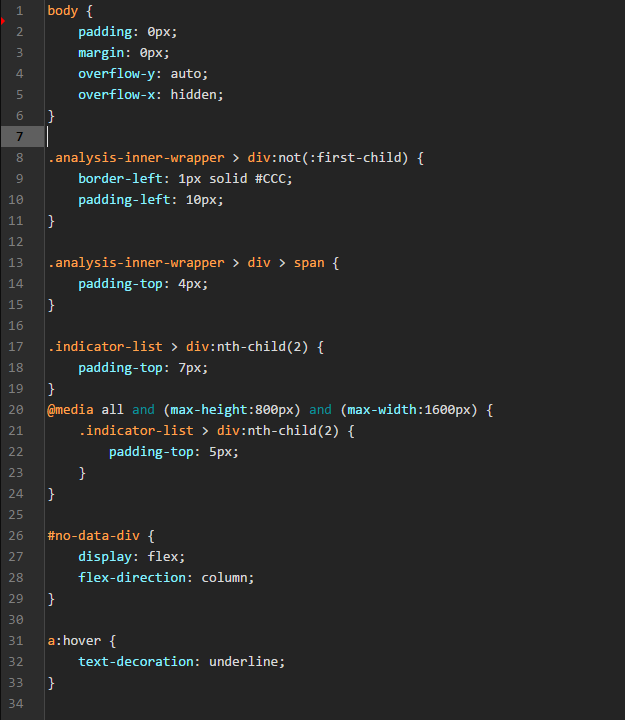 1 body {
2     padding: 0px;
3     margin: 0px;
4     overflow-y: auto;
5     overflow-x: hidden;
6 }
7
8 .analysis-inner-wrapper > div:not(:first-child) {
9     border-left: 1px solid #CCC;
10     padding-left: 10px;
11 }
12
13 .analysis-inner-wrapper > div > span {
14     padding-top: 4px;
15 }
16
17 .indicator-list > div:nth-child(2) {
18     padding-top: 7px;
19 }
20 @media all and (max-height:800px) and (max-width:1600px) {
21     .indicator-list > div:nth-child(2) {
22         padding-top: 5px;
23     }
24 }
25
26 #no-data-div {
27     display: flex;
28     flex-direction: column;
29 }
30
31 a:hover {
32     text-decoration: underline;
33 }
34